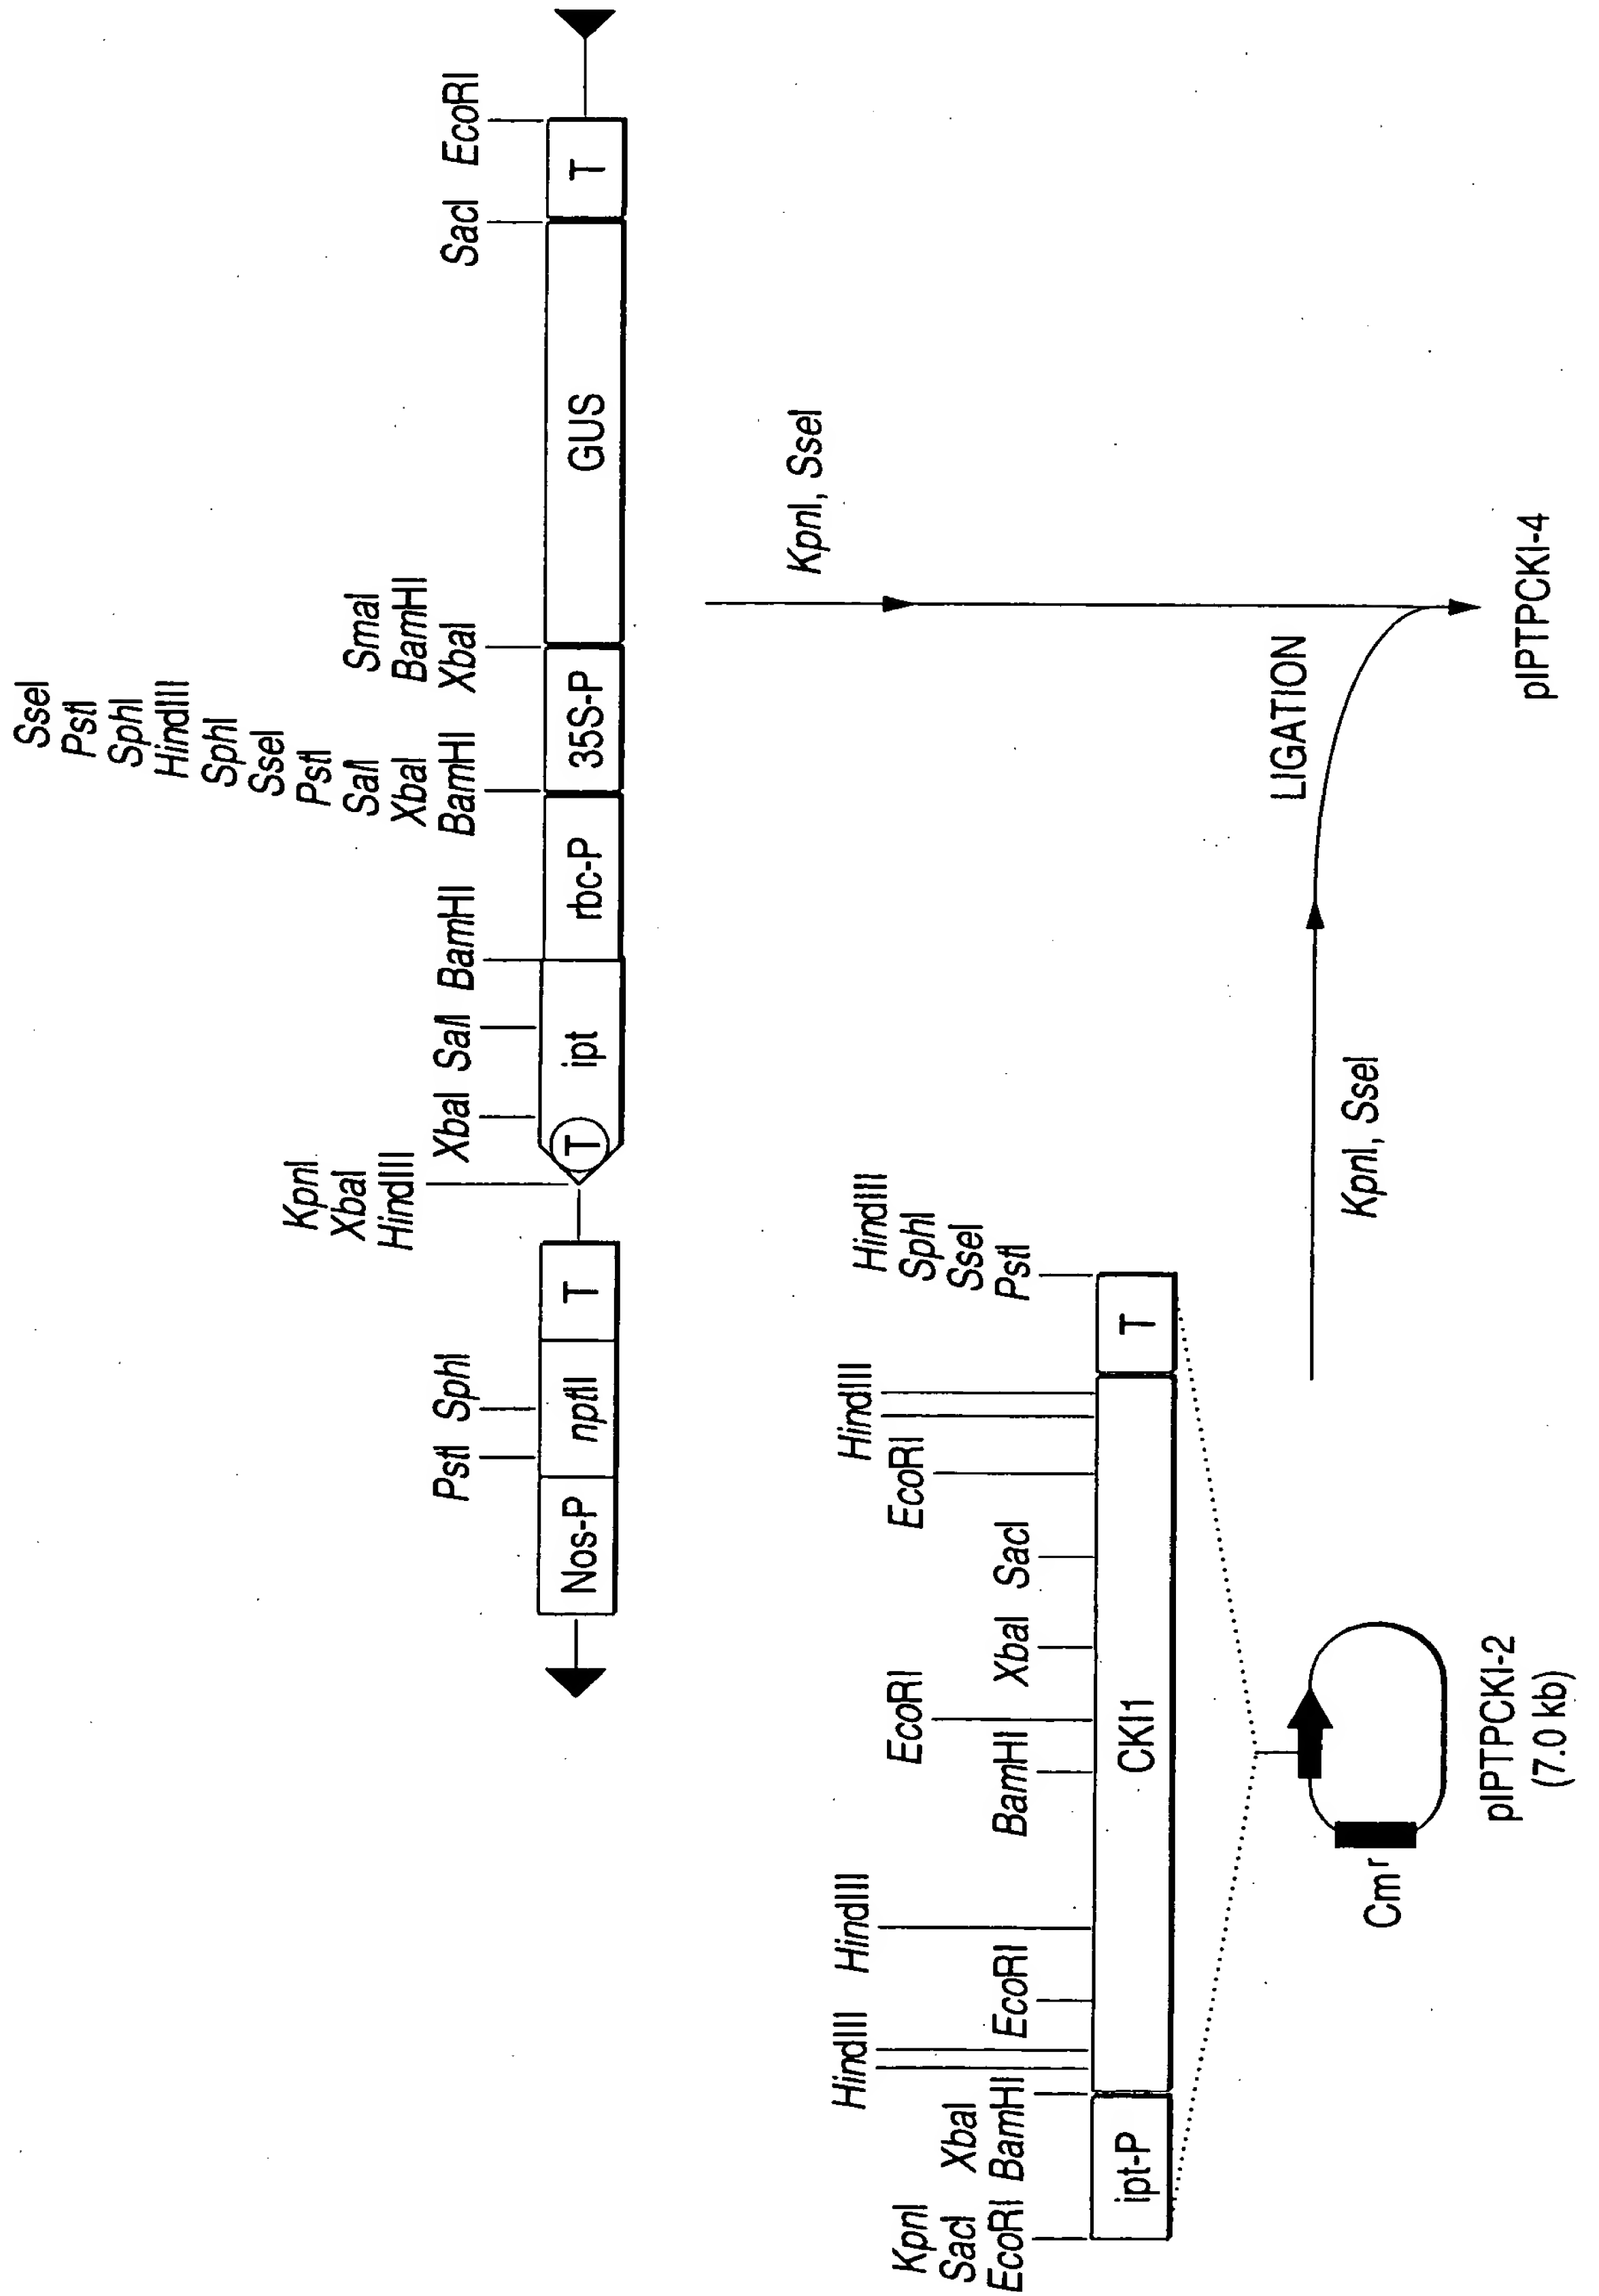 SseI
PstI
SphI
HindIII
SphI
SseI
PstI
SalI
XbaI
BamHI
SmaI
BamHI
XbaI
KpnI
XbaI
HindIII
PstI SphI
XbaI SalI BamHI
SacI EcoRI
Nos-P nptII T T ipt rbc-P 35S-P GUS T
KpnI, SseI
HindIII HindIII HindIII
HindIII
SphI
SseI
PstI
EcoRI EcoRI
KpnI
SacI XbaI
EcoRI BamHI EcoRI BamHI XbaI SacI
ipt-P CKI1 T
LIGATION
KpnI, SseI
Cmr
pIPTPCKI-2
(7.0 kb)
pIPTPCKI-4